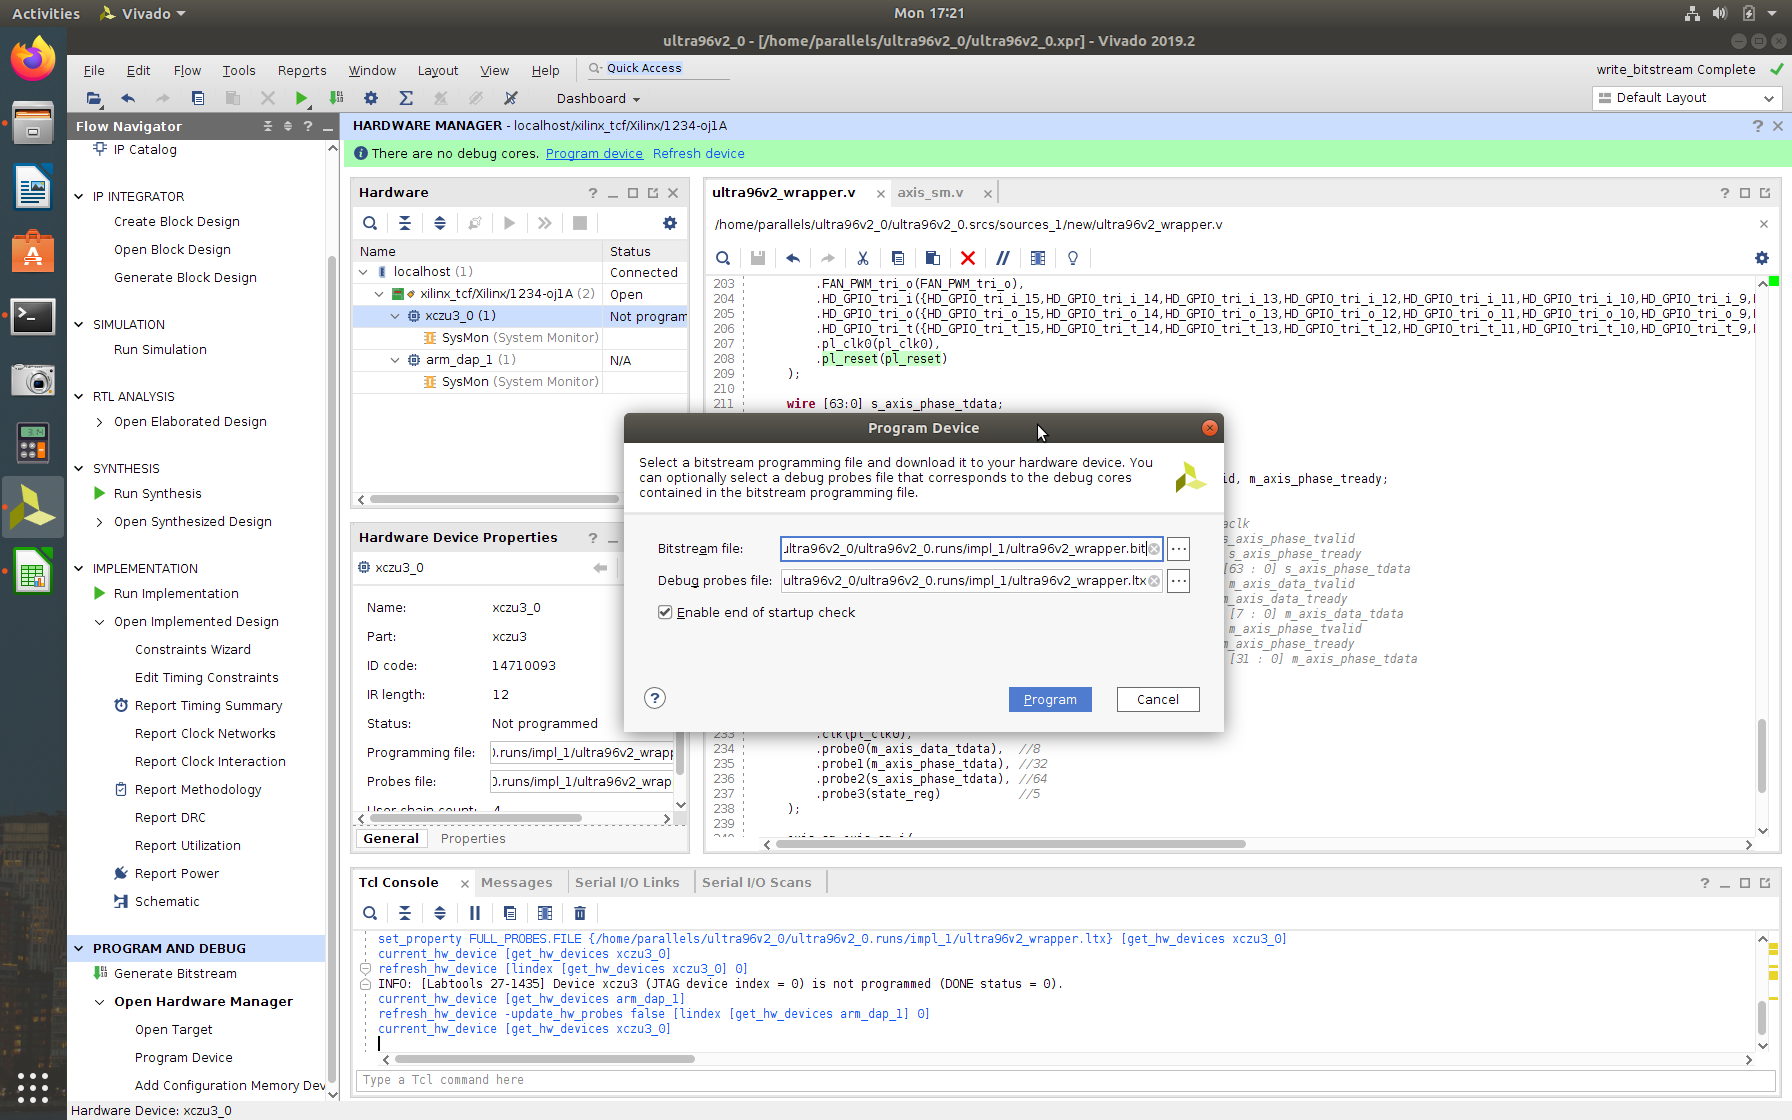 Activities
Vivado
Mon 17:21
ultra96v2_0 - [/home/parallels/ultra96v2_0/ultra96v2_0.xpr] - Vivado 2019.2
File Edit Flow Tools Reports Window Layout View Help
Quick Access
write_bitstream Complete
Dashboard
Default Layout
Flow Navigator
IP Catalog
IP INTEGRATOR
Create Block Design
Open Block Design
Generate Block Design
SIMULATION
Run Simulation
RTL ANALYSIS
Open Elaborated Design
SYNTHESIS
Run Synthesis
Open Synthesized Design
IMPLEMENTATION
Run Implementation
Open Implemented Design
Constraints Wizard
Edit Timing Constraints
Report Timing Summary
Report Clock Networks
Report Clock Interaction
Report Methodology
Report DRC
Report Utilization
Report Power
Schematic
PROGRAM AND DEBUG
Generate Bitstream
Open Hardware Manager
Open Target
Program Device
Add Configuration Memory Dev
Hardware Device: xczu3_0
HARDWARE MANAGER - localhost/xilinx_tcf/Xilinx/1234-oj1A
There are no debug cores. Program device Refresh device
Hardware
Name Status
localhost (1) Connected
xilinx_tcf/Xilinx/1234-oj1A (2) Open
xczu3_0 (1) Not program
SysMon (System Monitor)
arm_dap_1 (1) N/A
SysMon (System Monitor)
Hardware Device Properties
xczu3_0
Name: xczu3_0
Part: xczu3
ID code: 14710093
IR length: 12
Status: Not programmed
Programming file: ).runs/impl_1/ultra96v2_wrapp
Probes file: ).runs/impl_1/ultra96v2_wrap
General Properties
ultra96v2_wrapper.v
axis_sm.v
/home/parallels/ultra96v2_0/ultra96v2_0.srcs/sources_1/new/ultra96v2_wrapper.v
203 .FAN_PWM_tri_o(FAN_PWM_tri_o),
204 .HD_GPIO_tri_i({HD_GPIO_tri_i_15,HD_GPIO_tri_i_14,HD_GPIO_tri_i_13,HD_GPIO_tri_i_12,HD_GPIO_tri_i_11,HD_GPIO_tri_i_10,HD_GPIO_tri_i_9,
205 .HD_GPIO_tri_o({HD_GPIO_tri_o_15,HD_GPIO_tri_o_14,HD_GPIO_tri_o_13,HD_GPIO_tri_o_12,HD_GPIO_tri_o_11,HD_GPIO_tri_o_10,HD_GPIO_tri_o_9,
206 .HD_GPIO_tri_t({HD_GPIO_tri_t_15,HD_GPIO_tri_t_14,HD_GPIO_tri_t_13,HD_GPIO_tri_t_12,HD_GPIO_tri_t_11,HD_GPIO_tri_t_10,HD_GPIO_tri_t_9,
207 .pl_clk0(pl_clk0),
208 .pl_reset(pl_reset)
209 );
210
211 wire [63:0] s_axis_phase_tdata;
id, m_axis_phase_tready;
aclk
s_axis_phase_tvalid
s_axis_phase_tready
[63 : 0] s_axis_phase_tdata
m_axis_data_tvalid
m_axis_data_tready
[7 : 0] m_axis_data_tdata
m_axis_phase_tvalid
m_axis_phase_tready
[31 : 0] m_axis_phase_tdata
233 .clk(pl_clk0),
234 .probe0(m_axis_data_tdata), //8
235 .probe1(m_axis_phase_tdata), //32
236 .probe2(s_axis_phase_tdata), //64
237 .probe3(state_reg) //5
238 );
239
Program Device
Select a bitstream programming file and download it to your hardware device. You
can optionally select a debug probes file that corresponds to the debug cores
contained in the bitstream programming file.
Bitstream file: ultra96v2_0/ultra96v2_0.runs/impl_1/ultra96v2_wrapper.bit
Debug probes file: ultra96v2_0/ultra96v2_0.runs/impl_1/ultra96v2_wrapper.ltx
Enable end of startup check
Program
Cancel
Tcl Console Messages Serial I/O Links Serial I/O Scans
set_property FULL_PROBES.FILE {/home/parallels/ultra96v2_0/ultra96v2_0.runs/impl_1/ultra96v2_wrapper.ltx} [get_hw_devices xczu3_0]
current_hw_device [get_hw_devices xczu3_0]
refresh_hw_device [lindex [get_hw_devices xczu3_0] 0]
INFO: [Labtools 27-1435] Device xczu3 (JTAG device index = 0) is not programmed (DONE status = 0).
current_hw_device [get_hw_devices arm_dap_1]
refresh_hw_device -update_hw_probes false [lindex [get_hw_devices arm_dap_1] 0]
current_hw_device [get_hw_devices xczu3_0]
Type a Tcl command here